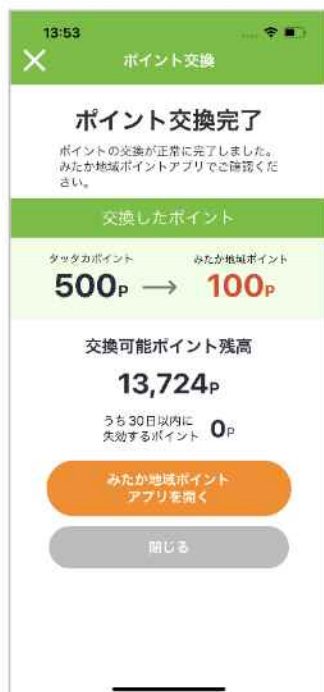 13:53
ポイント交換
ポイント交換完了
ポイントの交換が正常に完了しました。
みたか地域ポイントアプリでご確認くだ
さい。
交換したポイント
タッタカポイント
みたか地域ポイント
500P → 100P
交換可能ポイント残高
13,724P
うち30日以内に
失効するポイント 0P
みたか地域ポイント
アプリを開く
閉じる